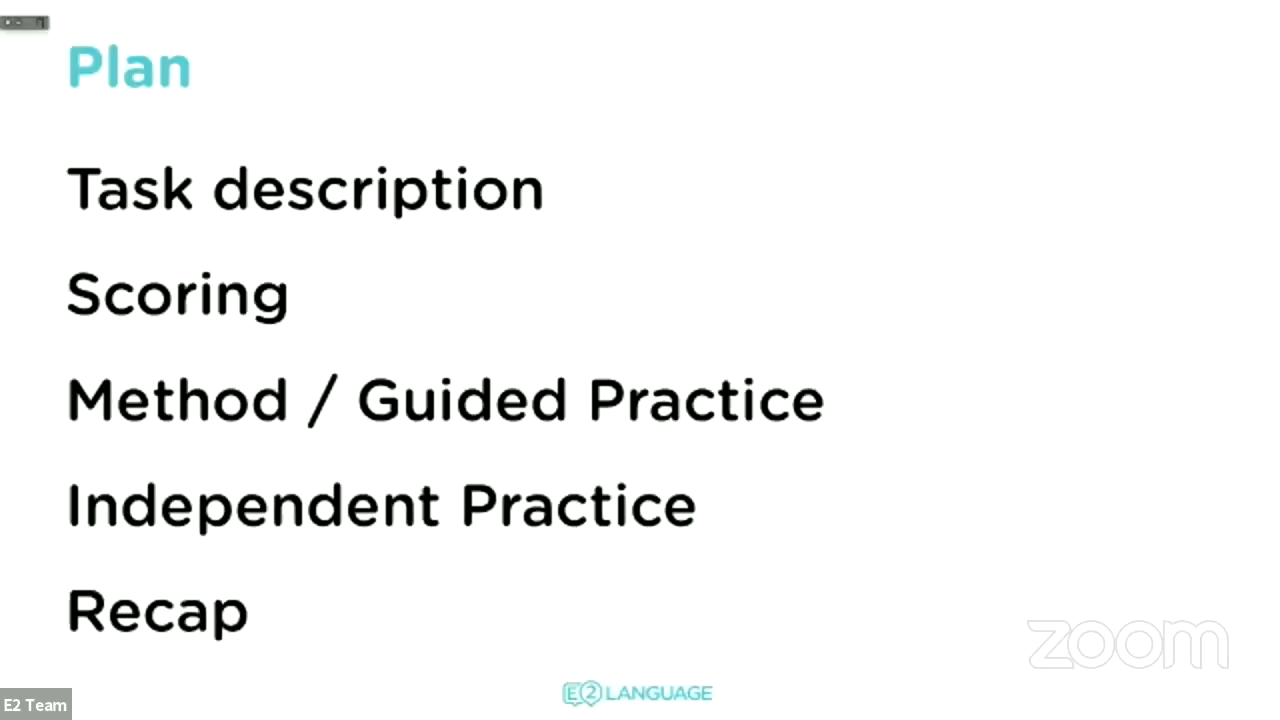 Plan
Task description
Scoring
Method / Guided Practice
Independent Practice
Recap
zoom
E2 LANGUAGE
E2 Team